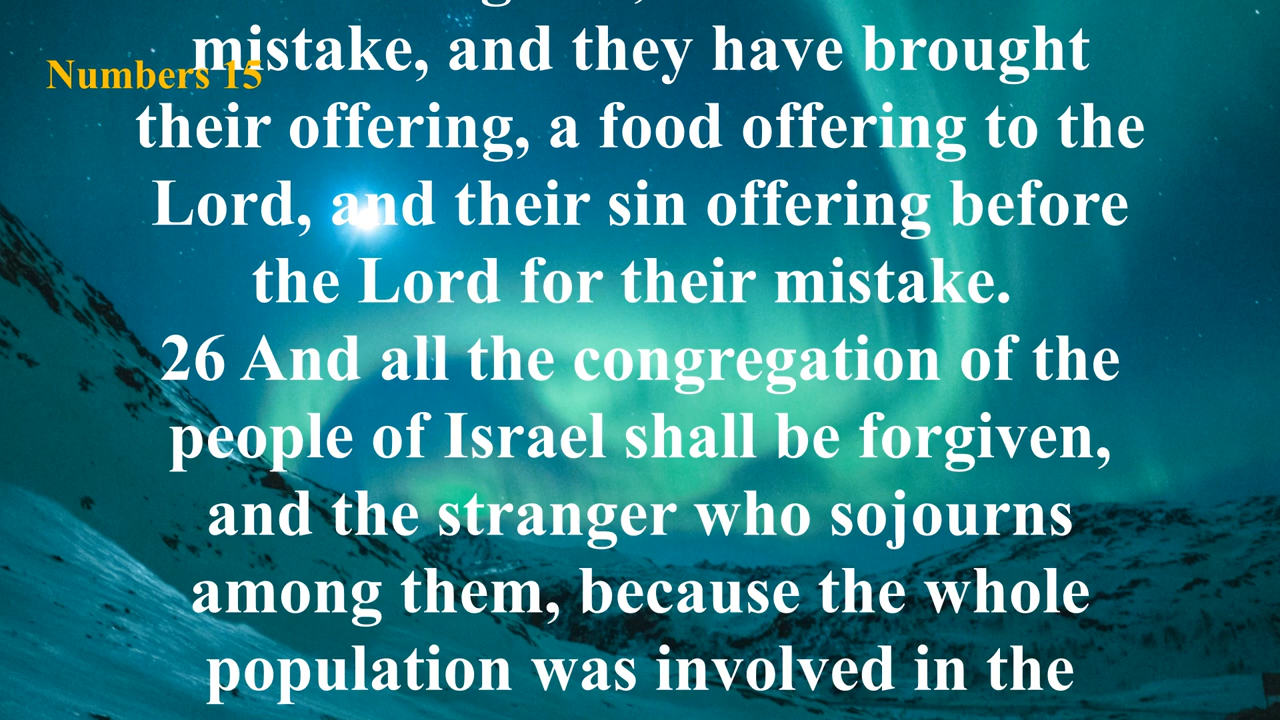 Numbers 15
mistake, and they have brought
their offering, a food offering to the
Lord, and their sin offering before
the Lord for their mistake.
26 And all the congregation of the
people of Israel shall be forgiven,
and the stranger who sojourns
among them, because the whole
population was involved in the